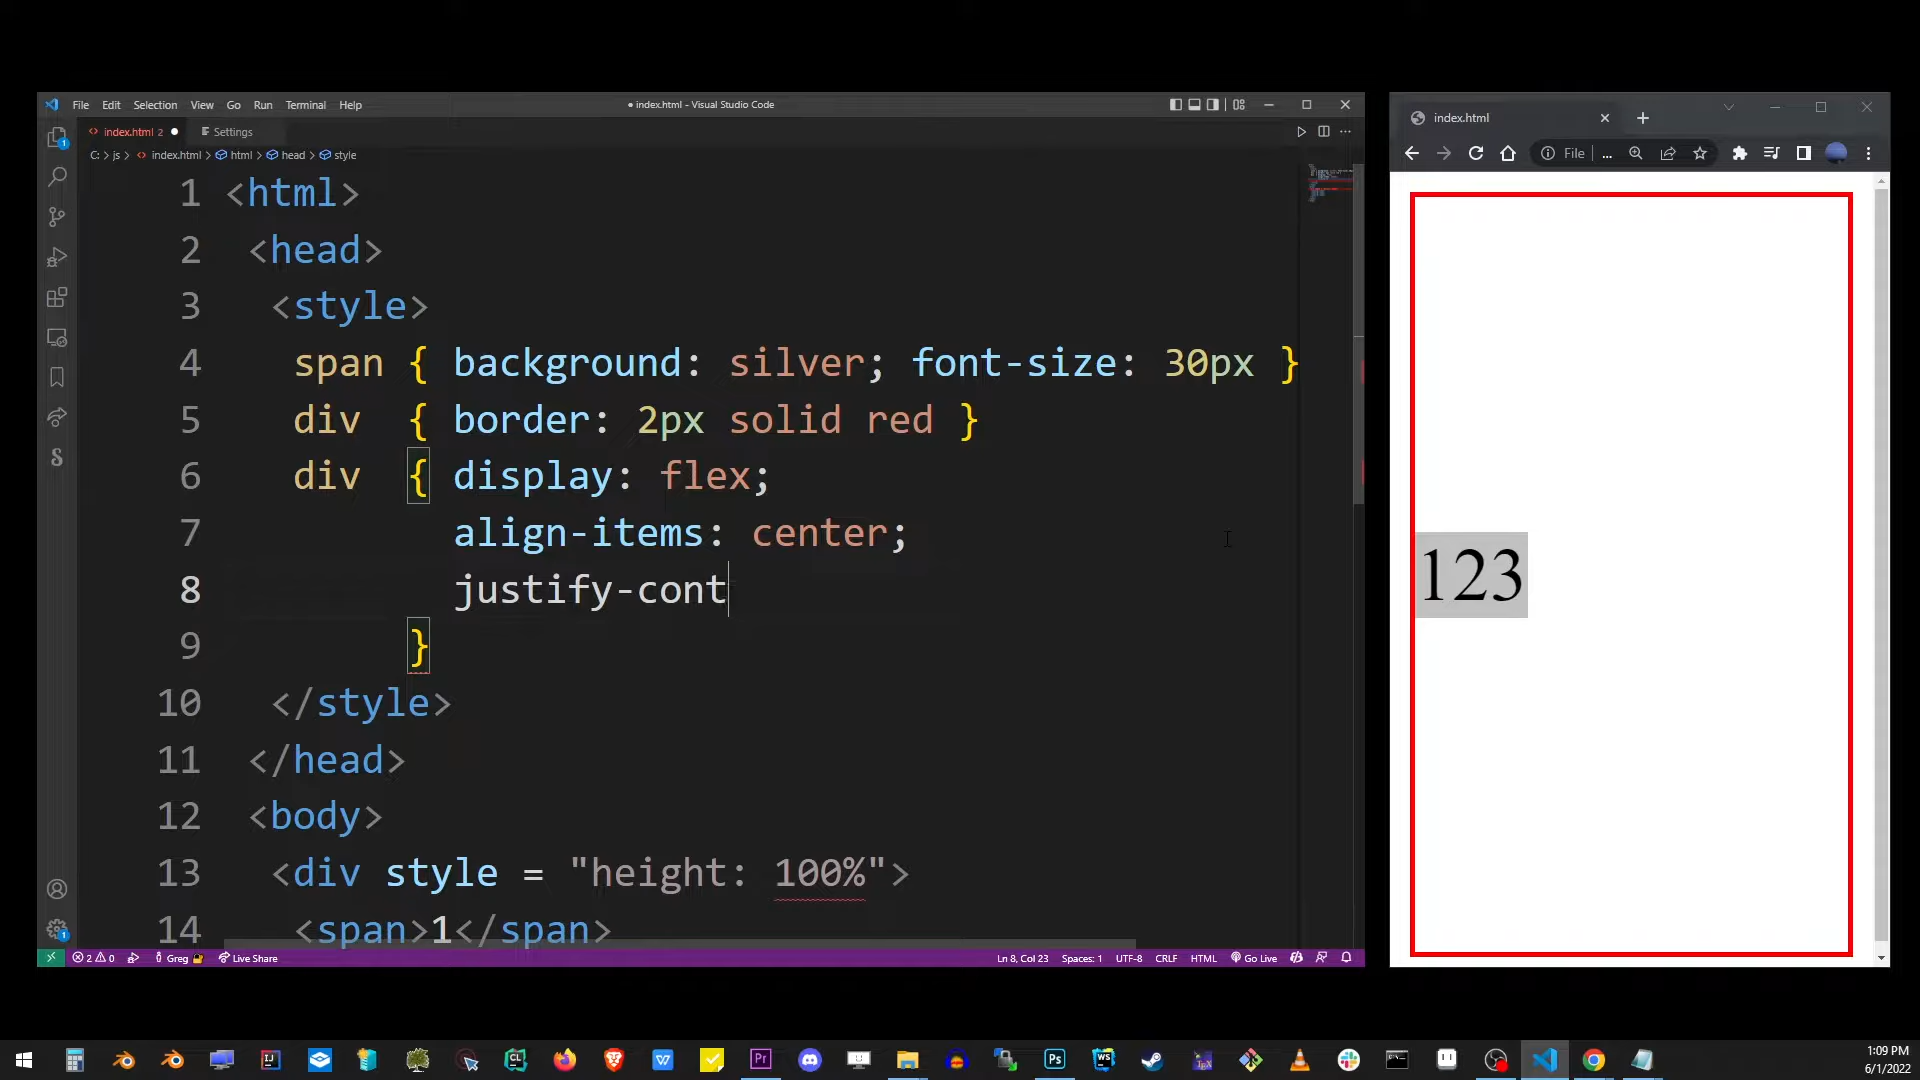 File Edit Selection View Go Run Terminal Help
● index.html - Visual Studio Code
index.html 2 ●
Settings
C: > js > index.html > html > head > style
1 <html>
2 <head>
3 <style>
4 span { background: silver; font-size: 30px }
5 div { border: 2px solid red }
6 div { display: flex;
7 align-items: center;
8 justify-cont
9 }
10 </style>
11 </head>
12 <body>
13 <div style = "height: 100%">
14 <span>1</span>
2 0 Greg Live Share
Ln 8, Col 23 Spaces: 1 UTF-8 CRLF HTML Go Live
index.html
File ...
123
1:09 PM
6/1/2022